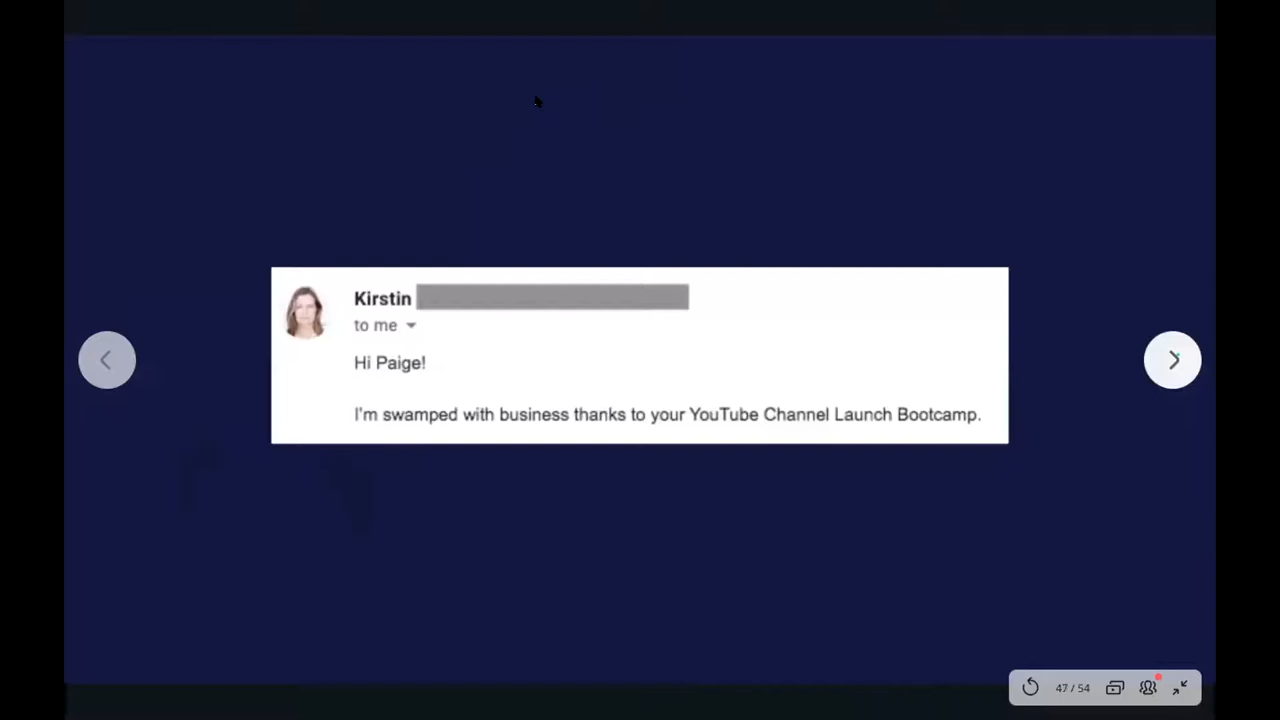 Kirstin
to me
Hi Paige!
I'm swamped with business thanks to your YouTube Channel Launch Bootcamp.
47 / 54